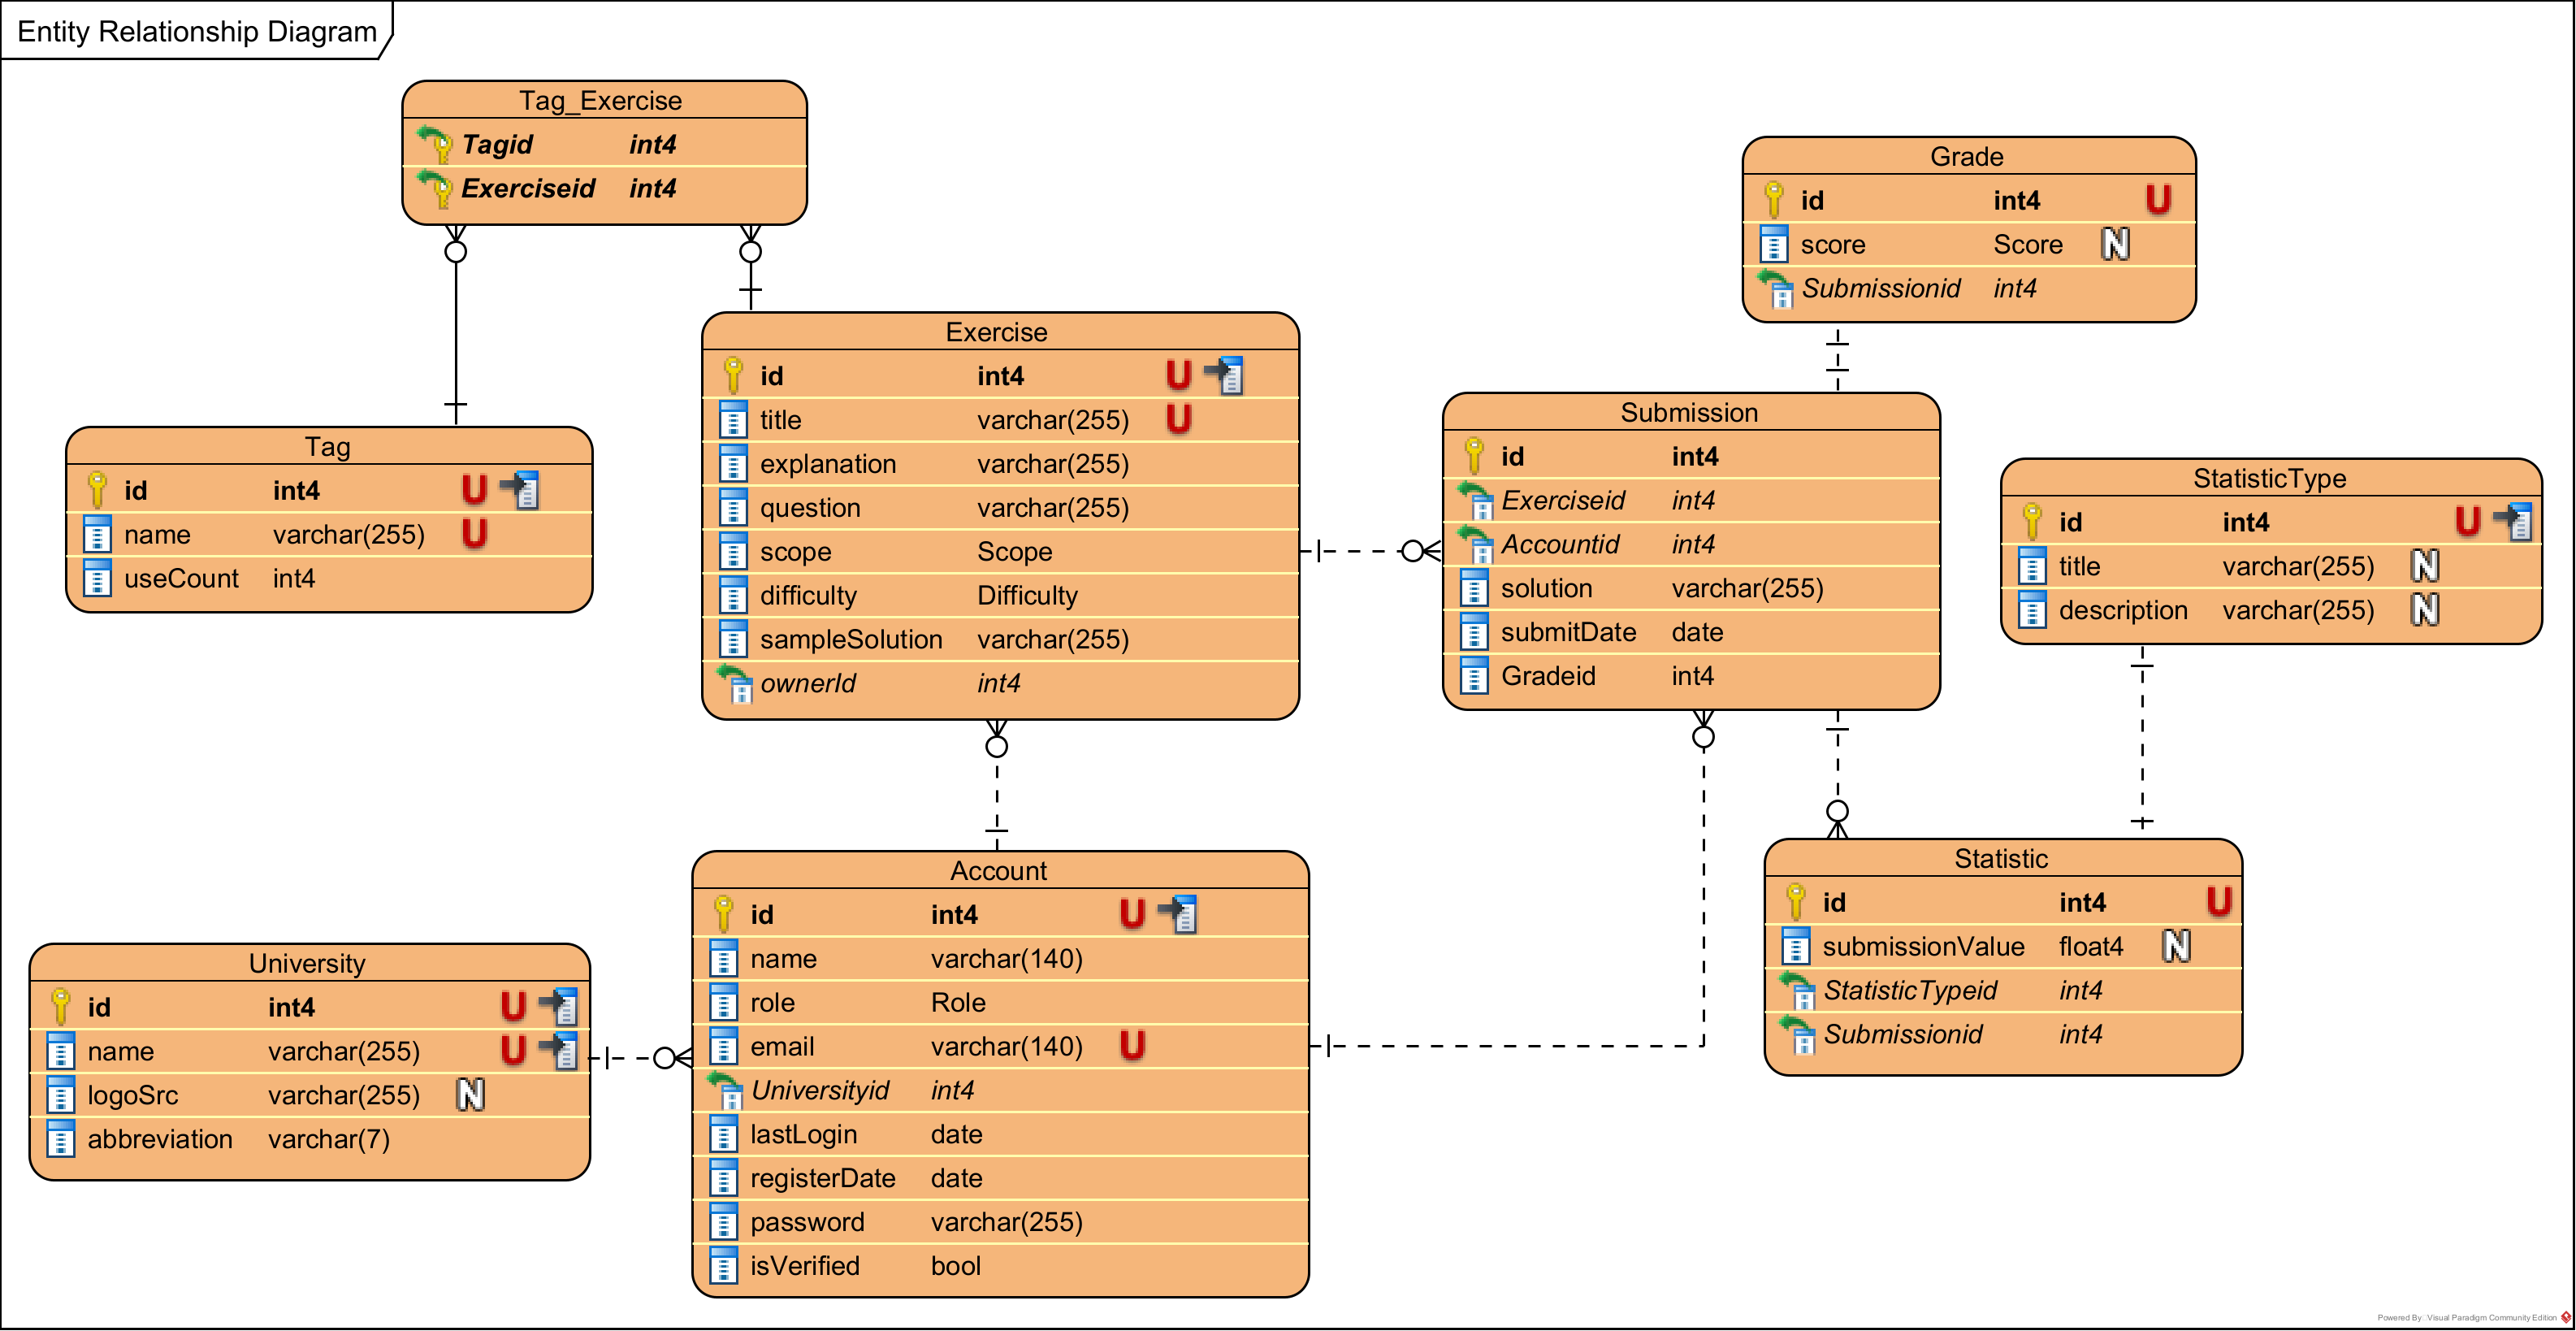 Entity Relationship Diagram
Tag_Exercise
Tagid int4
Exerciseid int4
Grade
id int4 U
score Score N
Submissionid int4
Exercise
id int4 U
title varchar(255) U
explanation varchar(255)
question varchar(255)
scope Scope
difficulty Difficulty
sampleSolution varchar(255)
ownerId int4
Submission
id int4
Exerciseid int4
Accountid int4
solution varchar(255)
submitDate date
Gradeid int4
Tag
id int4 U
name varchar(255) U
useCount int4
StatisticType
id int4 U
title varchar(255) N
description varchar(255) N
Account
id int4 U
name varchar(140)
role Role
email varchar(140) U
Universityid int4
lastLogin date
registerDate date
password varchar(255)
isVerified bool
Statistic
id int4 U
submissionValue float4 N
StatisticTypeid int4
Submissionid int4
University
id int4 U
name varchar(255) U
logoSrc varchar(255) N
abbreviation varchar(7)
Powered By: Visual Paradigm Community Edition